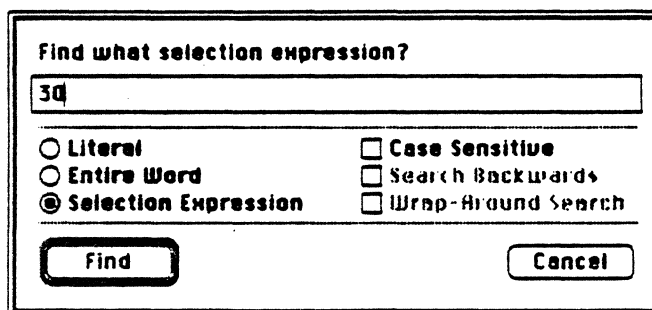 Find what selection expression?
30
Literal
Case Sensitive
Entire Word
Search Backwards
Selection Expression
Wrap-Around Search
Find
Cancel